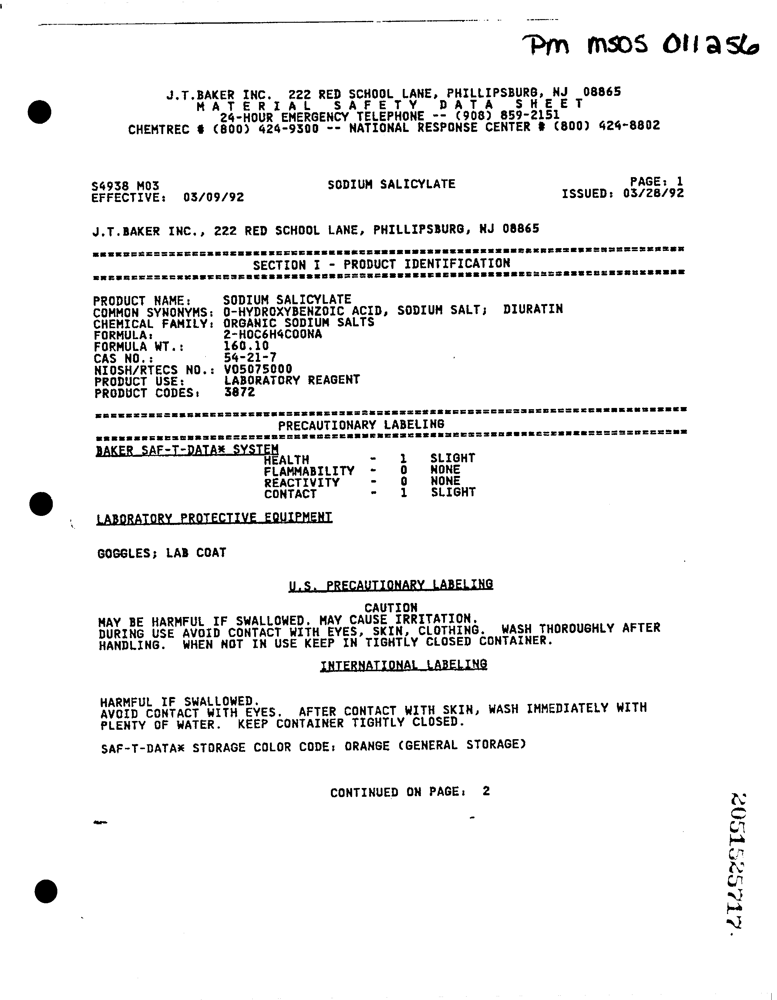 Pm msds 011256
J.T.BAKER INC. 222 RED SCHOOL LANE, PHILLIPSBURG, NJ 08865
MATERIAL SAFETY DATA SHEET
24-HOUR EMERGENCY TELEPHONE -- (908) 859-2151
CHEMTREC # (800) 424-9300 -- NATIONAL RESPONSE CENTER # (800) 424-8802
S4938 M03 SODIUM SALICYLATE PAGE: 1
EFFECTIVE: 03/09/92 ISSUED: 03/28/92
J.T.BAKER INC., 222 RED SCHOOL LANE, PHILLIPSBURG, NJ 08865
SECTION I - PRODUCT IDENTIFICATION
PRODUCT NAME: SODIUM SALICYLATE
COMMON SYNONYMS: O-HYDROXYBENZOIC ACID, SODIUM SALT; DIURATIN
CHEMICAL FAMILY: ORGANIC SODIUM SALTS
FORMULA: 2-HOC6H4COONA
FORMULA WT.: 160.10
CAS NO.: 54-21-7
NIOSH/RTECS NO.: VO5075000
PRODUCT USE: LABORATORY REAGENT
PRODUCT CODES: 3872
PRECAUTIONARY LABELING
BAKER SAF-T-DATA* SYSTEM
HEALTH - 1 SLIGHT
FLAMMABILITY - 0 NONE
REACTIVITY - 0 NONE
CONTACT - 1 SLIGHT
LABORATORY PROTECTIVE EQUIPMENT
GOGGLES; LAB COAT
U.S. PRECAUTIONARY LABELING
CAUTION
MAY BE HARMFUL IF SWALLOWED. MAY CAUSE IRRITATION.
DURING USE AVOID CONTACT WITH EYES, SKIN, CLOTHING. WASH THOROUGHLY AFTER
HANDLING. WHEN NOT IN USE KEEP IN TIGHTLY CLOSED CONTAINER.
INTERNATIONAL LABELING
HARMFUL IF SWALLOWED.
AVOID CONTACT WITH EYES. AFTER CONTACT WITH SKIN, WASH IMMEDIATELY WITH
PLENTY OF WATER. KEEP CONTAINER TIGHTLY CLOSED.
SAF-T-DATA* STORAGE COLOR CODE: ORANGE (GENERAL STORAGE)
CONTINUED ON PAGE: 2
2051525717